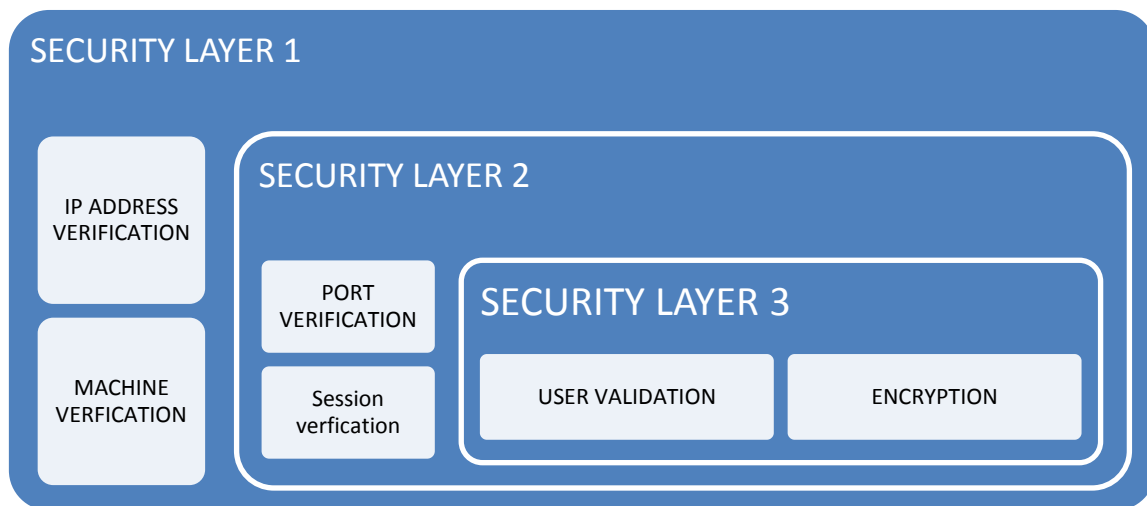 SECURITY LAYER 1
IP ADDRESS
VERIFICATION
MACHINE
VERFICATION
SECURITY LAYER 2
PORT
VERIFICATION
Session
verfication
SECURITY LAYER 3
USER VALIDATION
ENCRYPTION